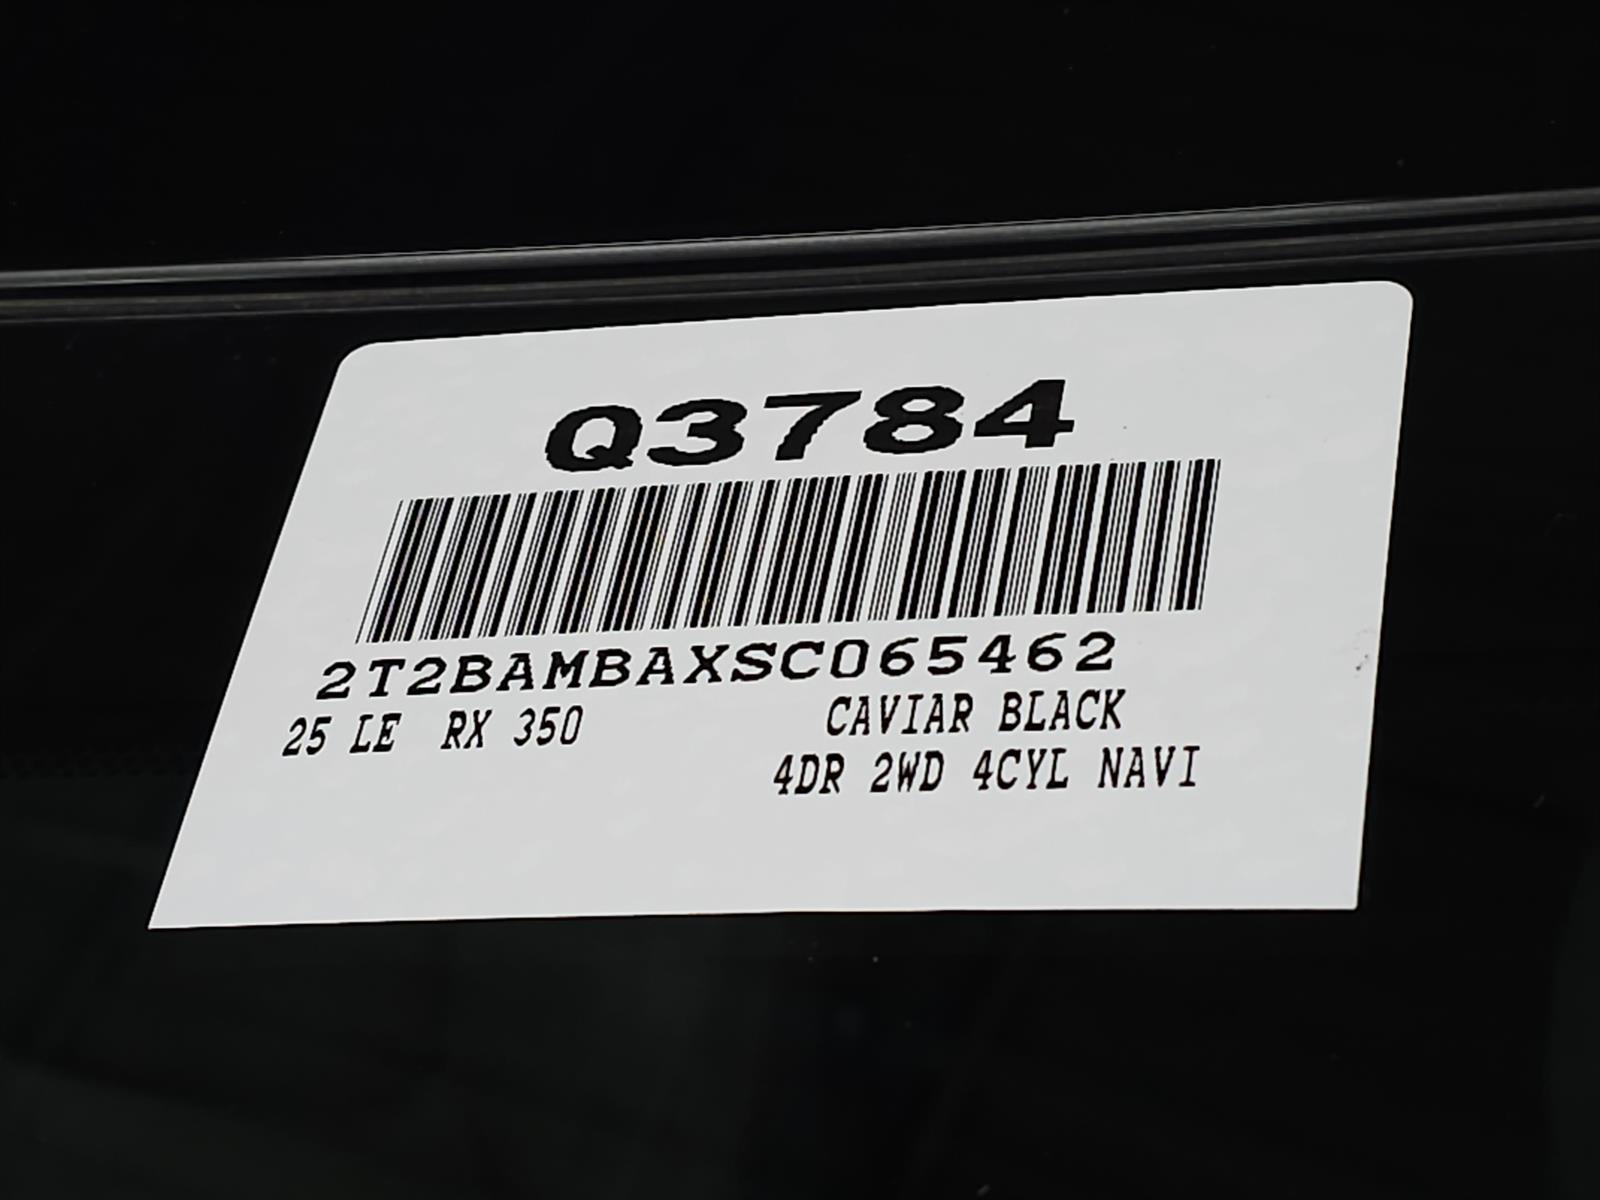 Q3784
2T2BAMBAXSC065462
25 LE RX 350
CAVIAR BLACK
4DR 2WD 4CYL NAVI